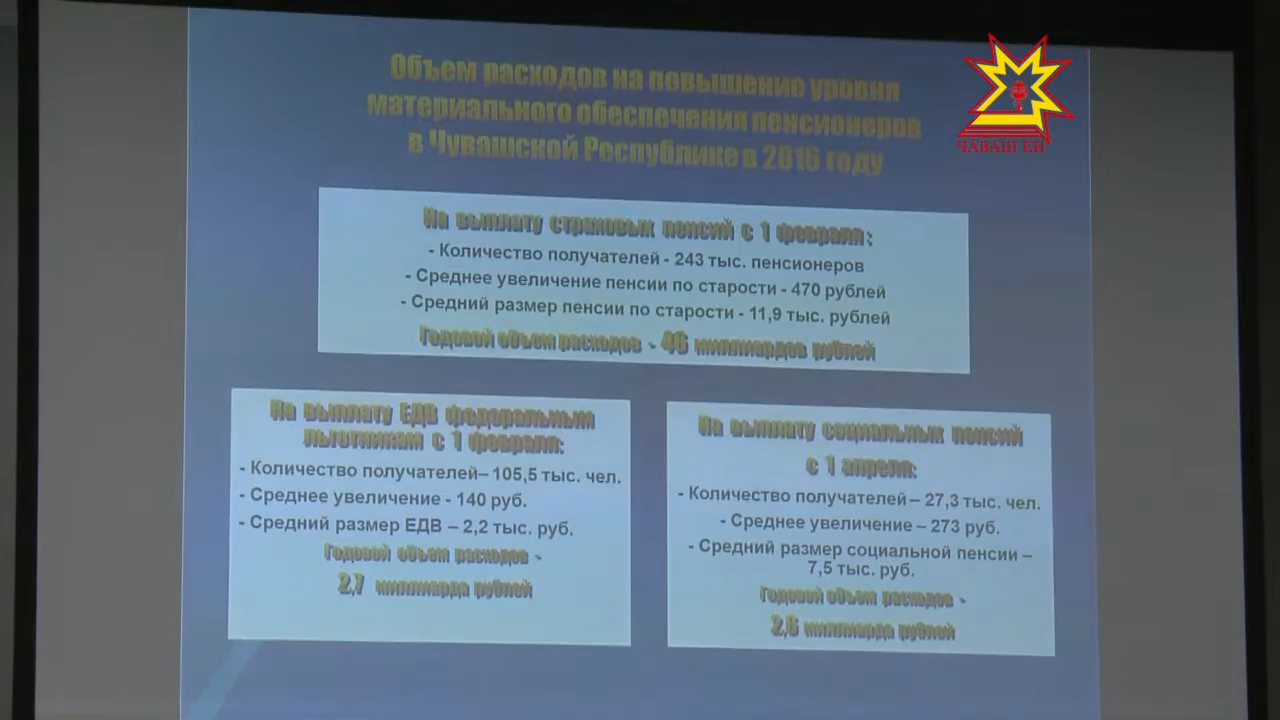 Объем расходов на повышение уровня
материального обеспечения пенсионеров
в Чувашской Республике в 2016 году
ЧӐВАШ ЕН
На выплату страховых пенсий с 1 февраля:
- Количество получателей - 243 тыс. пенсионеров
- Среднее увеличение пенсии по старости - 470 рублей
- Средний размер пенсии по старости - 11,9 тыс. рублей
Годовой объем расходов - 46 миллиардов рублей
На выплату ЕДВ федеральным
льготникам с 1 февраля:
- Количество получателей– 105,5 тыс. чел.
- Среднее увеличение - 140 руб.
- Средний размер ЕДВ – 2,2 тыс. руб.
Годовой объем расходов -
2,7 миллиарда рублей
На выплату социальных пенсий
с 1 апреля:
- Количество получателей – 27,3 тыс. чел.
- Среднее увеличение – 273 руб.
- Средний размер социальной пенсии –
7,5 тыс. руб.
Годовой объем расходов -
2,6 миллиарда рублей